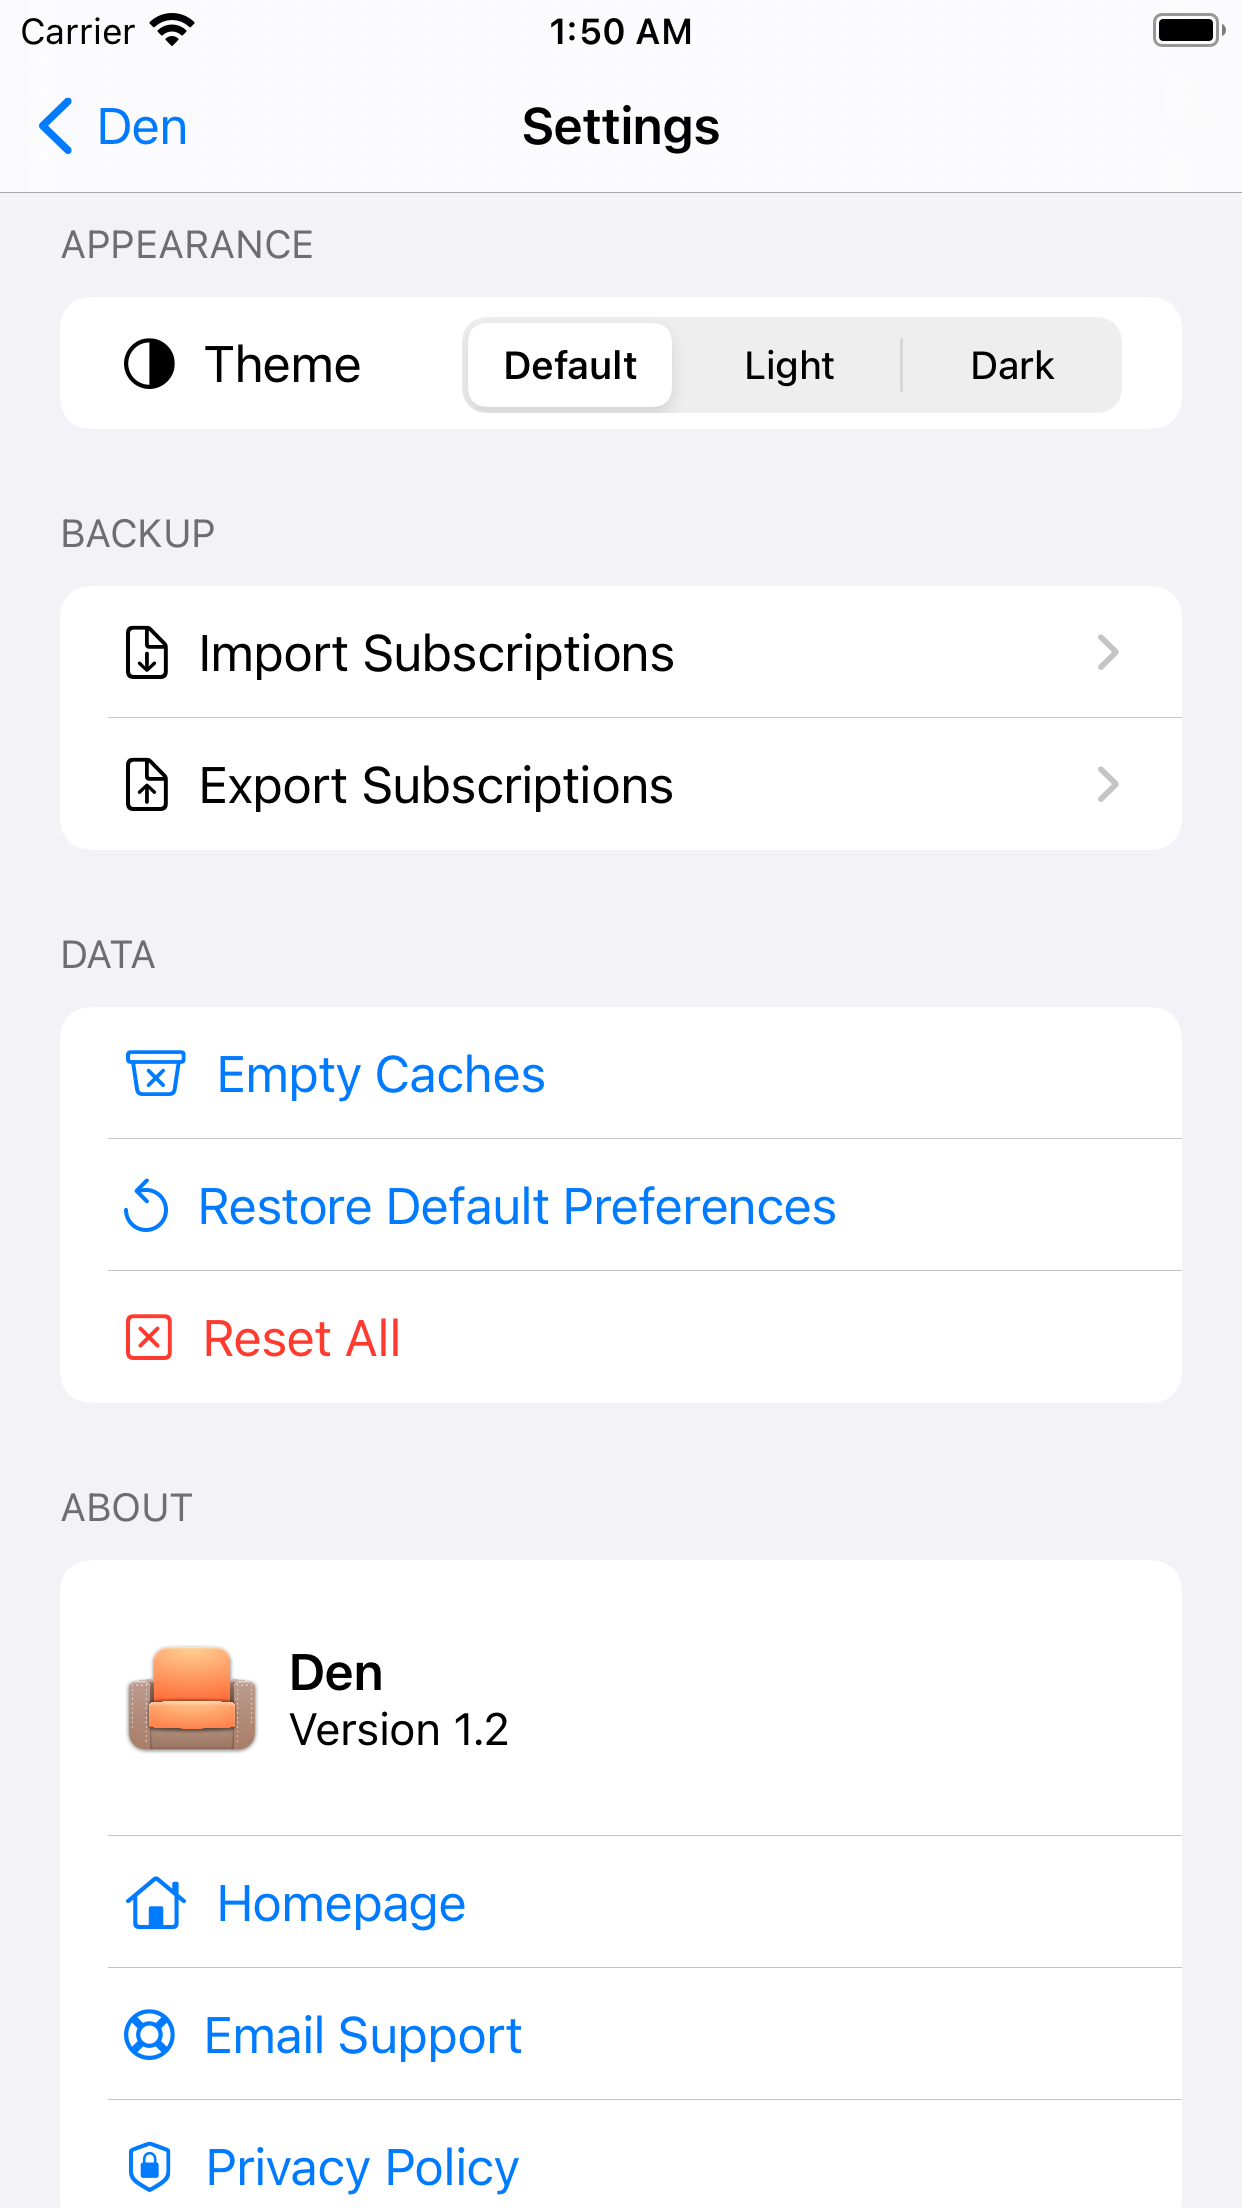 Carrier 1:50 AM
Den Settings
APPEARANCE
Theme Default Light Dark
BACKUP
Import Subscriptions
Export Subscriptions
DATA
Empty Caches
Restore Default Preferences
Reset All
ABOUT
Den
Version 1.2
Homepage
Email Support
Privacy Policy